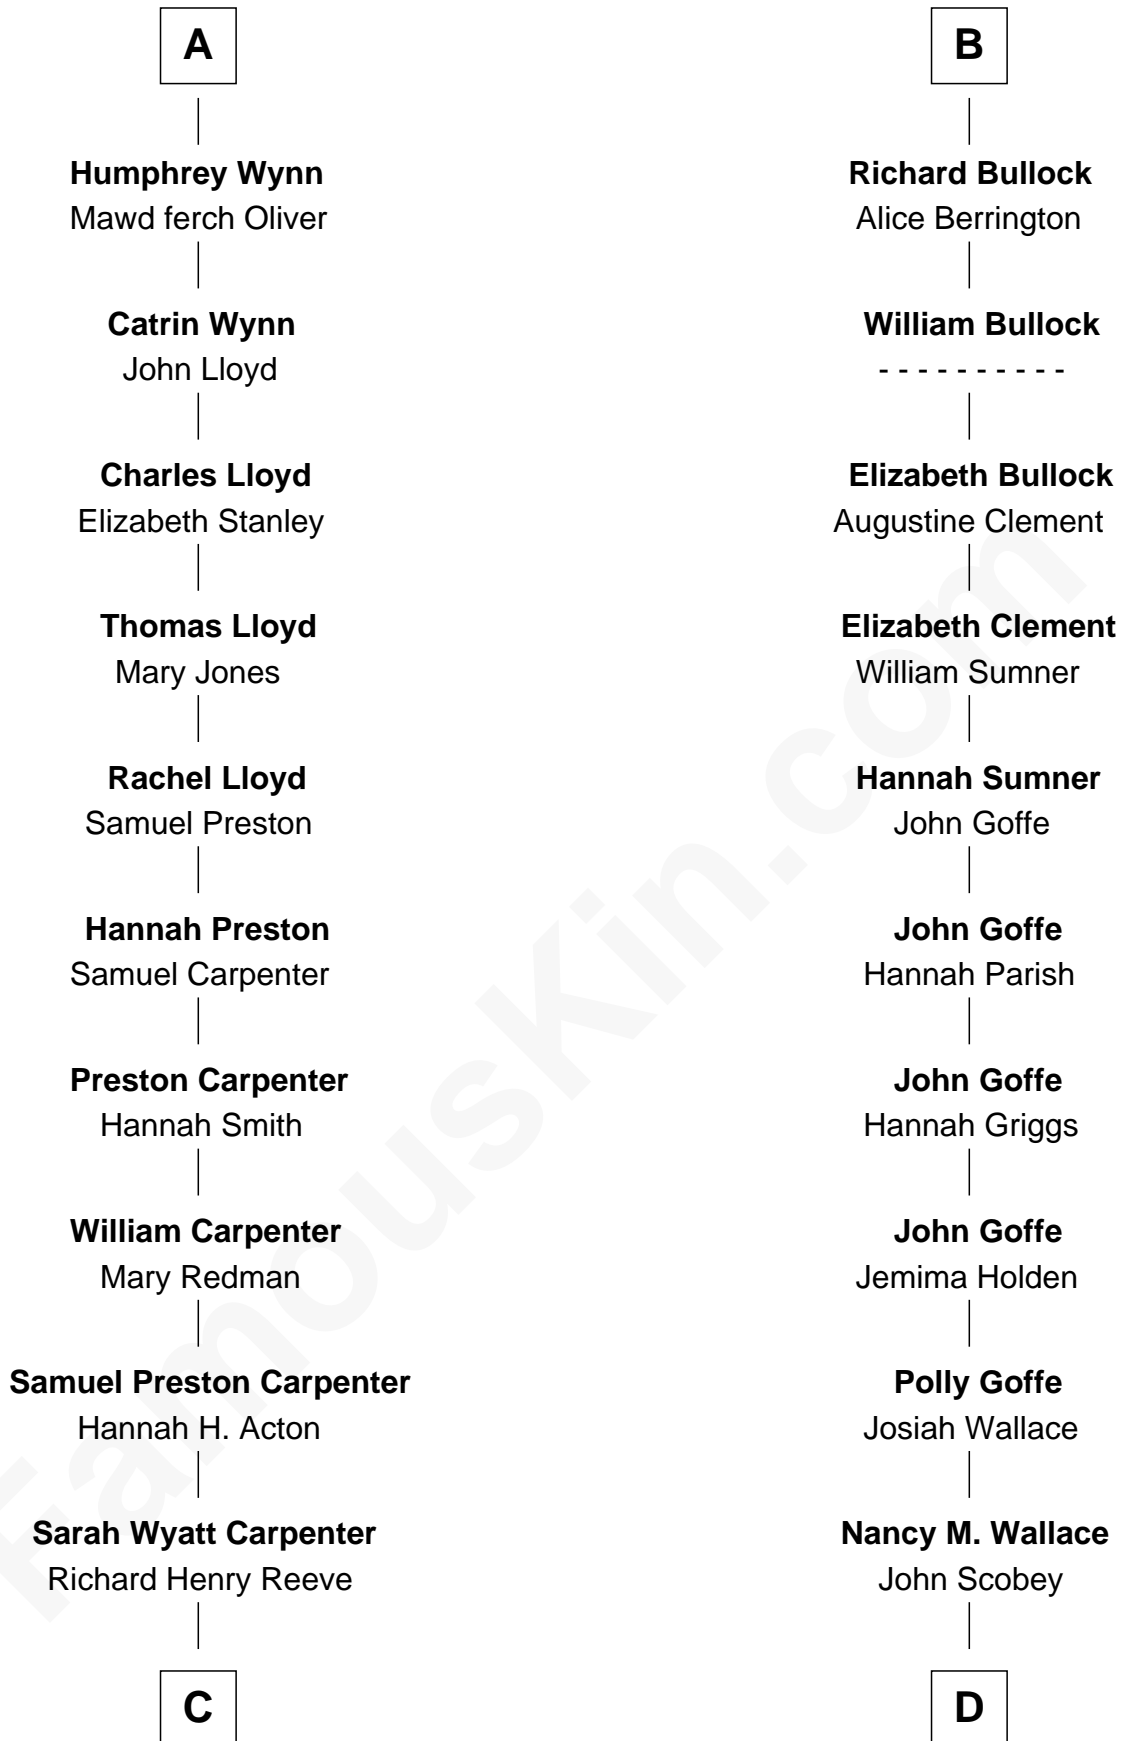 A
Humphrey Wynn
Mawd ferch Oliver
Catrin Wynn
John Lloyd
Charles Lloyd
Elizabeth Stanley
Thomas Lloyd
Mary Jones
Rachel Lloyd
Samuel Preston
Hannah Preston
Samuel Carpenter
Preston Carpenter
Hannah Smith
William Carpenter
Mary Redman
Samuel Preston Carpenter
Hannah H. Acton
Sarah Wyatt Carpenter
Richard Henry Reeve
C
B
Richard Bullock
Alice Berrington
William Bullock
- - - - - - - - - -
Elizabeth Bullock
Augustine Clement
Elizabeth Clement
William Sumner
Hannah Sumner
John Goffe
John Goffe
Hannah Parish
John Goffe
Hannah Griggs
John Goffe
Jemima Holden
Polly Goffe
Josiah Wallace
Nancy M. Wallace
John Scobey
D
FamousKin.com